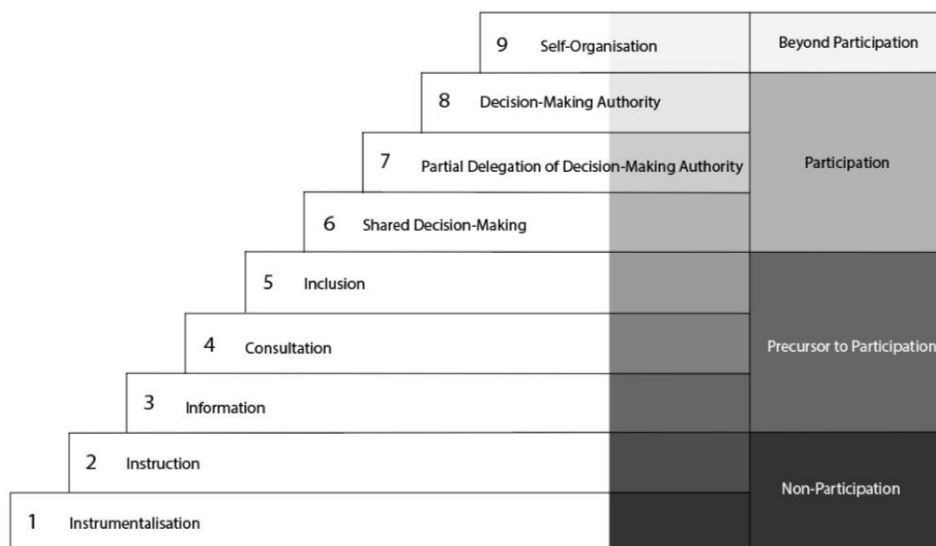 9 Self-Organisation Beyond Participation
8 Decision-Making Authority
7 Partial Delegation of Decision-Making Authority Participation
6 Shared Decision-Making
5 Inclusion
4 Consultation Precursor to Participation
3 Information
2 Instruction
Non-Participation
1 Instrumentalisation